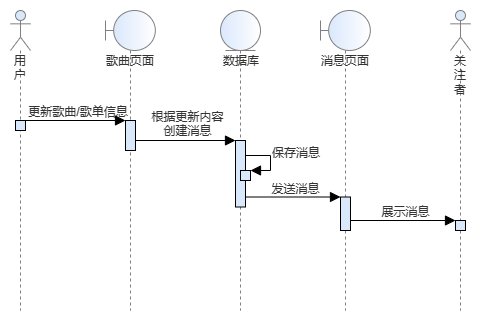 用户
歌曲页面
数据库
消息页面
关注者
更新歌曲/歌单信息
根据更新内容
创建消息
保存消息
发送消息
展示消息